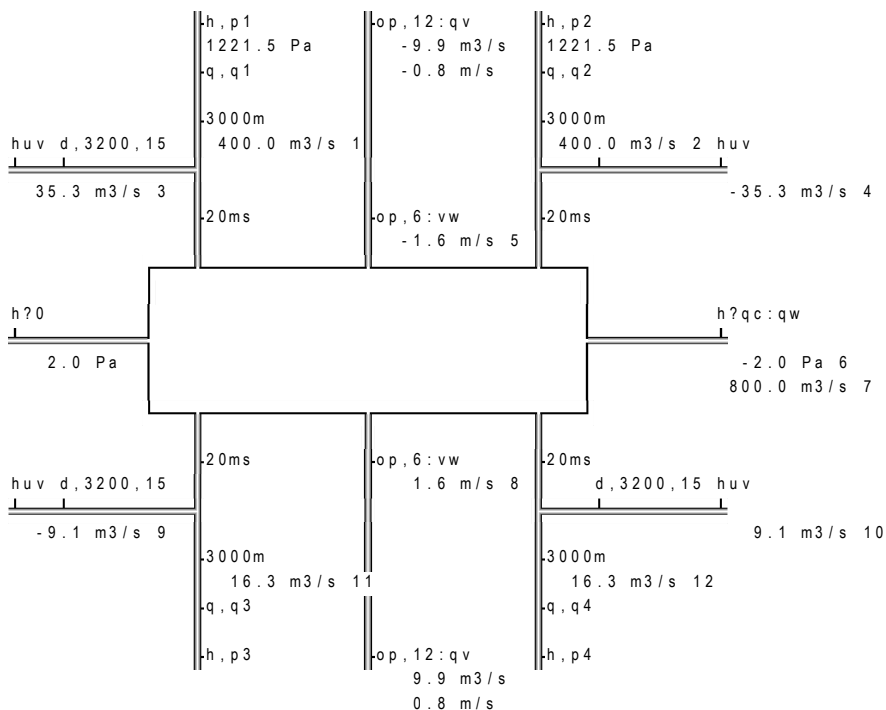 h,p1 op,12:qv h,p2
1221.5 Pa -9.9 m3/s 1221.5 Pa
q,q1 -0.8 m/s q,q2
3000m 3000m
huv d,3200,15 400.0 m3/s 1 400.0 m3/s 2 huv
35.3 m3/s 3 -35.3 m3/s 4
20ms op,6:vw 20ms
-1.6 m/s 5
h?0 h?qc:qw
2.0 Pa -2.0 Pa 6
800.0 m3/s 7
20ms op,6:vw 20ms
huv d,3200,15 1.6 m/s 8 d,3200,15 huv
-9.1 m3/s 9 9.1 m3/s 10
3000m 3000m
16.3 m3/s 11 16.3 m3/s 12
q,q3 q,q4
h,p3 op,12:qv h,p4
9.9 m3/s
0.8 m/s